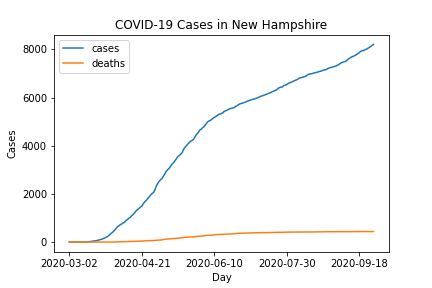 COVID-19 Cases in New Hampshire
cases
deaths
8000
6000
4000
2000
0
Cases
2020-03-02 2020-04-21 2020-06-10 2020-07-30 2020-09-18
Day